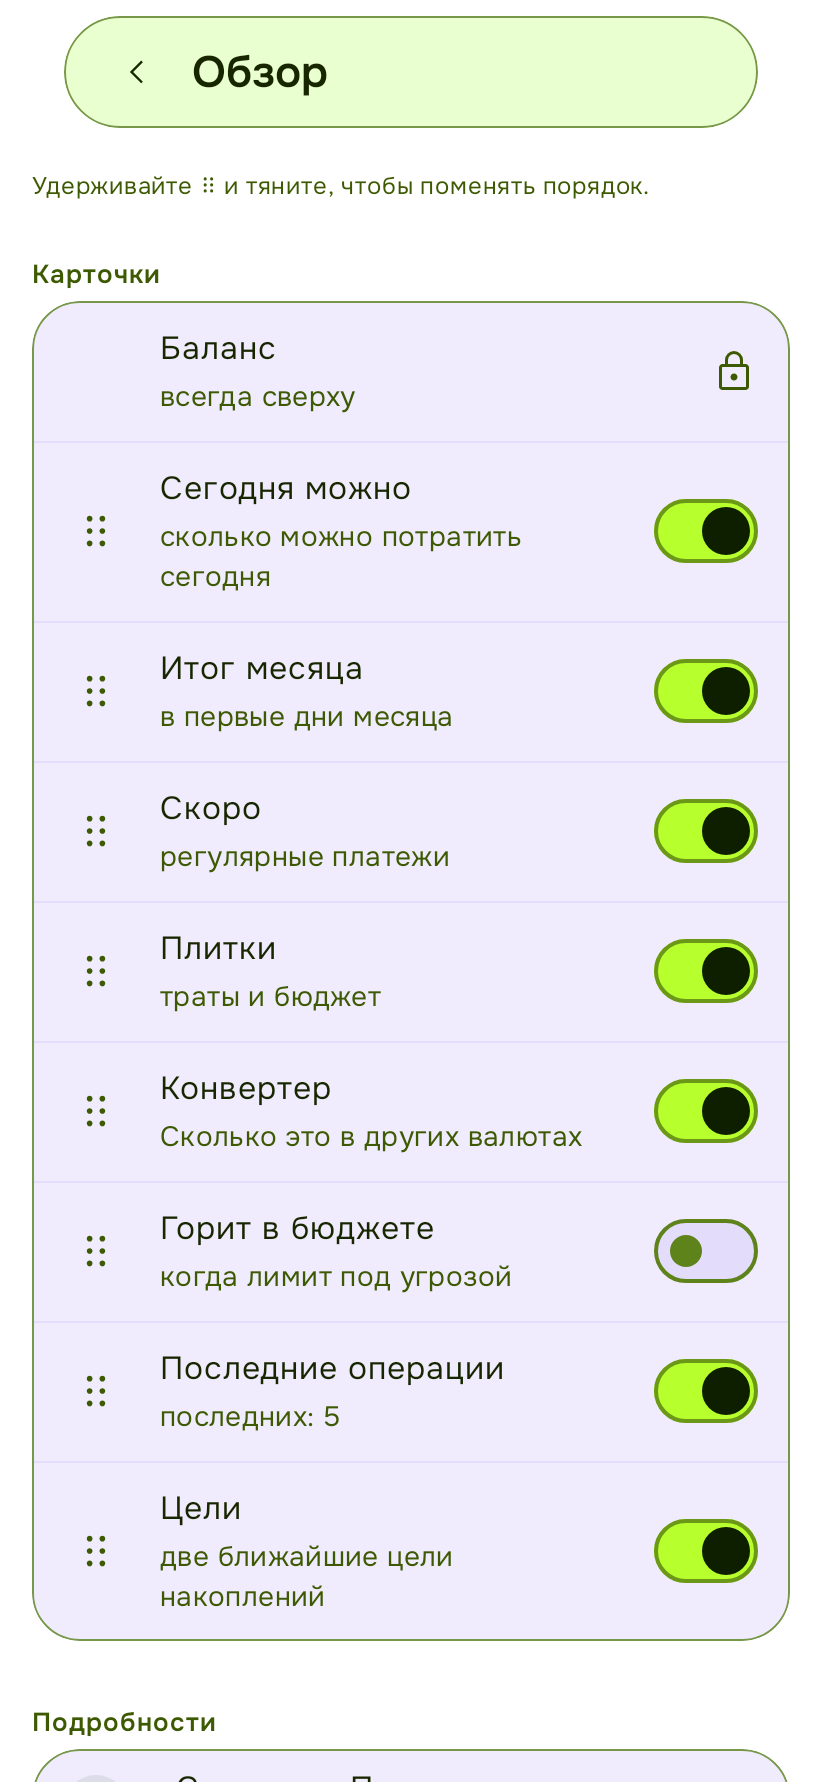 Обзор
Удерживайте ⠿ и тяните, чтобы поменять порядок.
Карточки
Баланс
всегда сверху
Сегодня можно
сколько можно потратить
сегодня
Итог месяца
в первые дни месяца
Скоро
регулярные платежи
Плитки
траты и бюджет
Конвертер
Сколько это в других валютах
Горит в бюджете
когда лимит под угрозой
Последние операции
последних: 5
Цели
две ближайшие цели
накоплений
Подробности